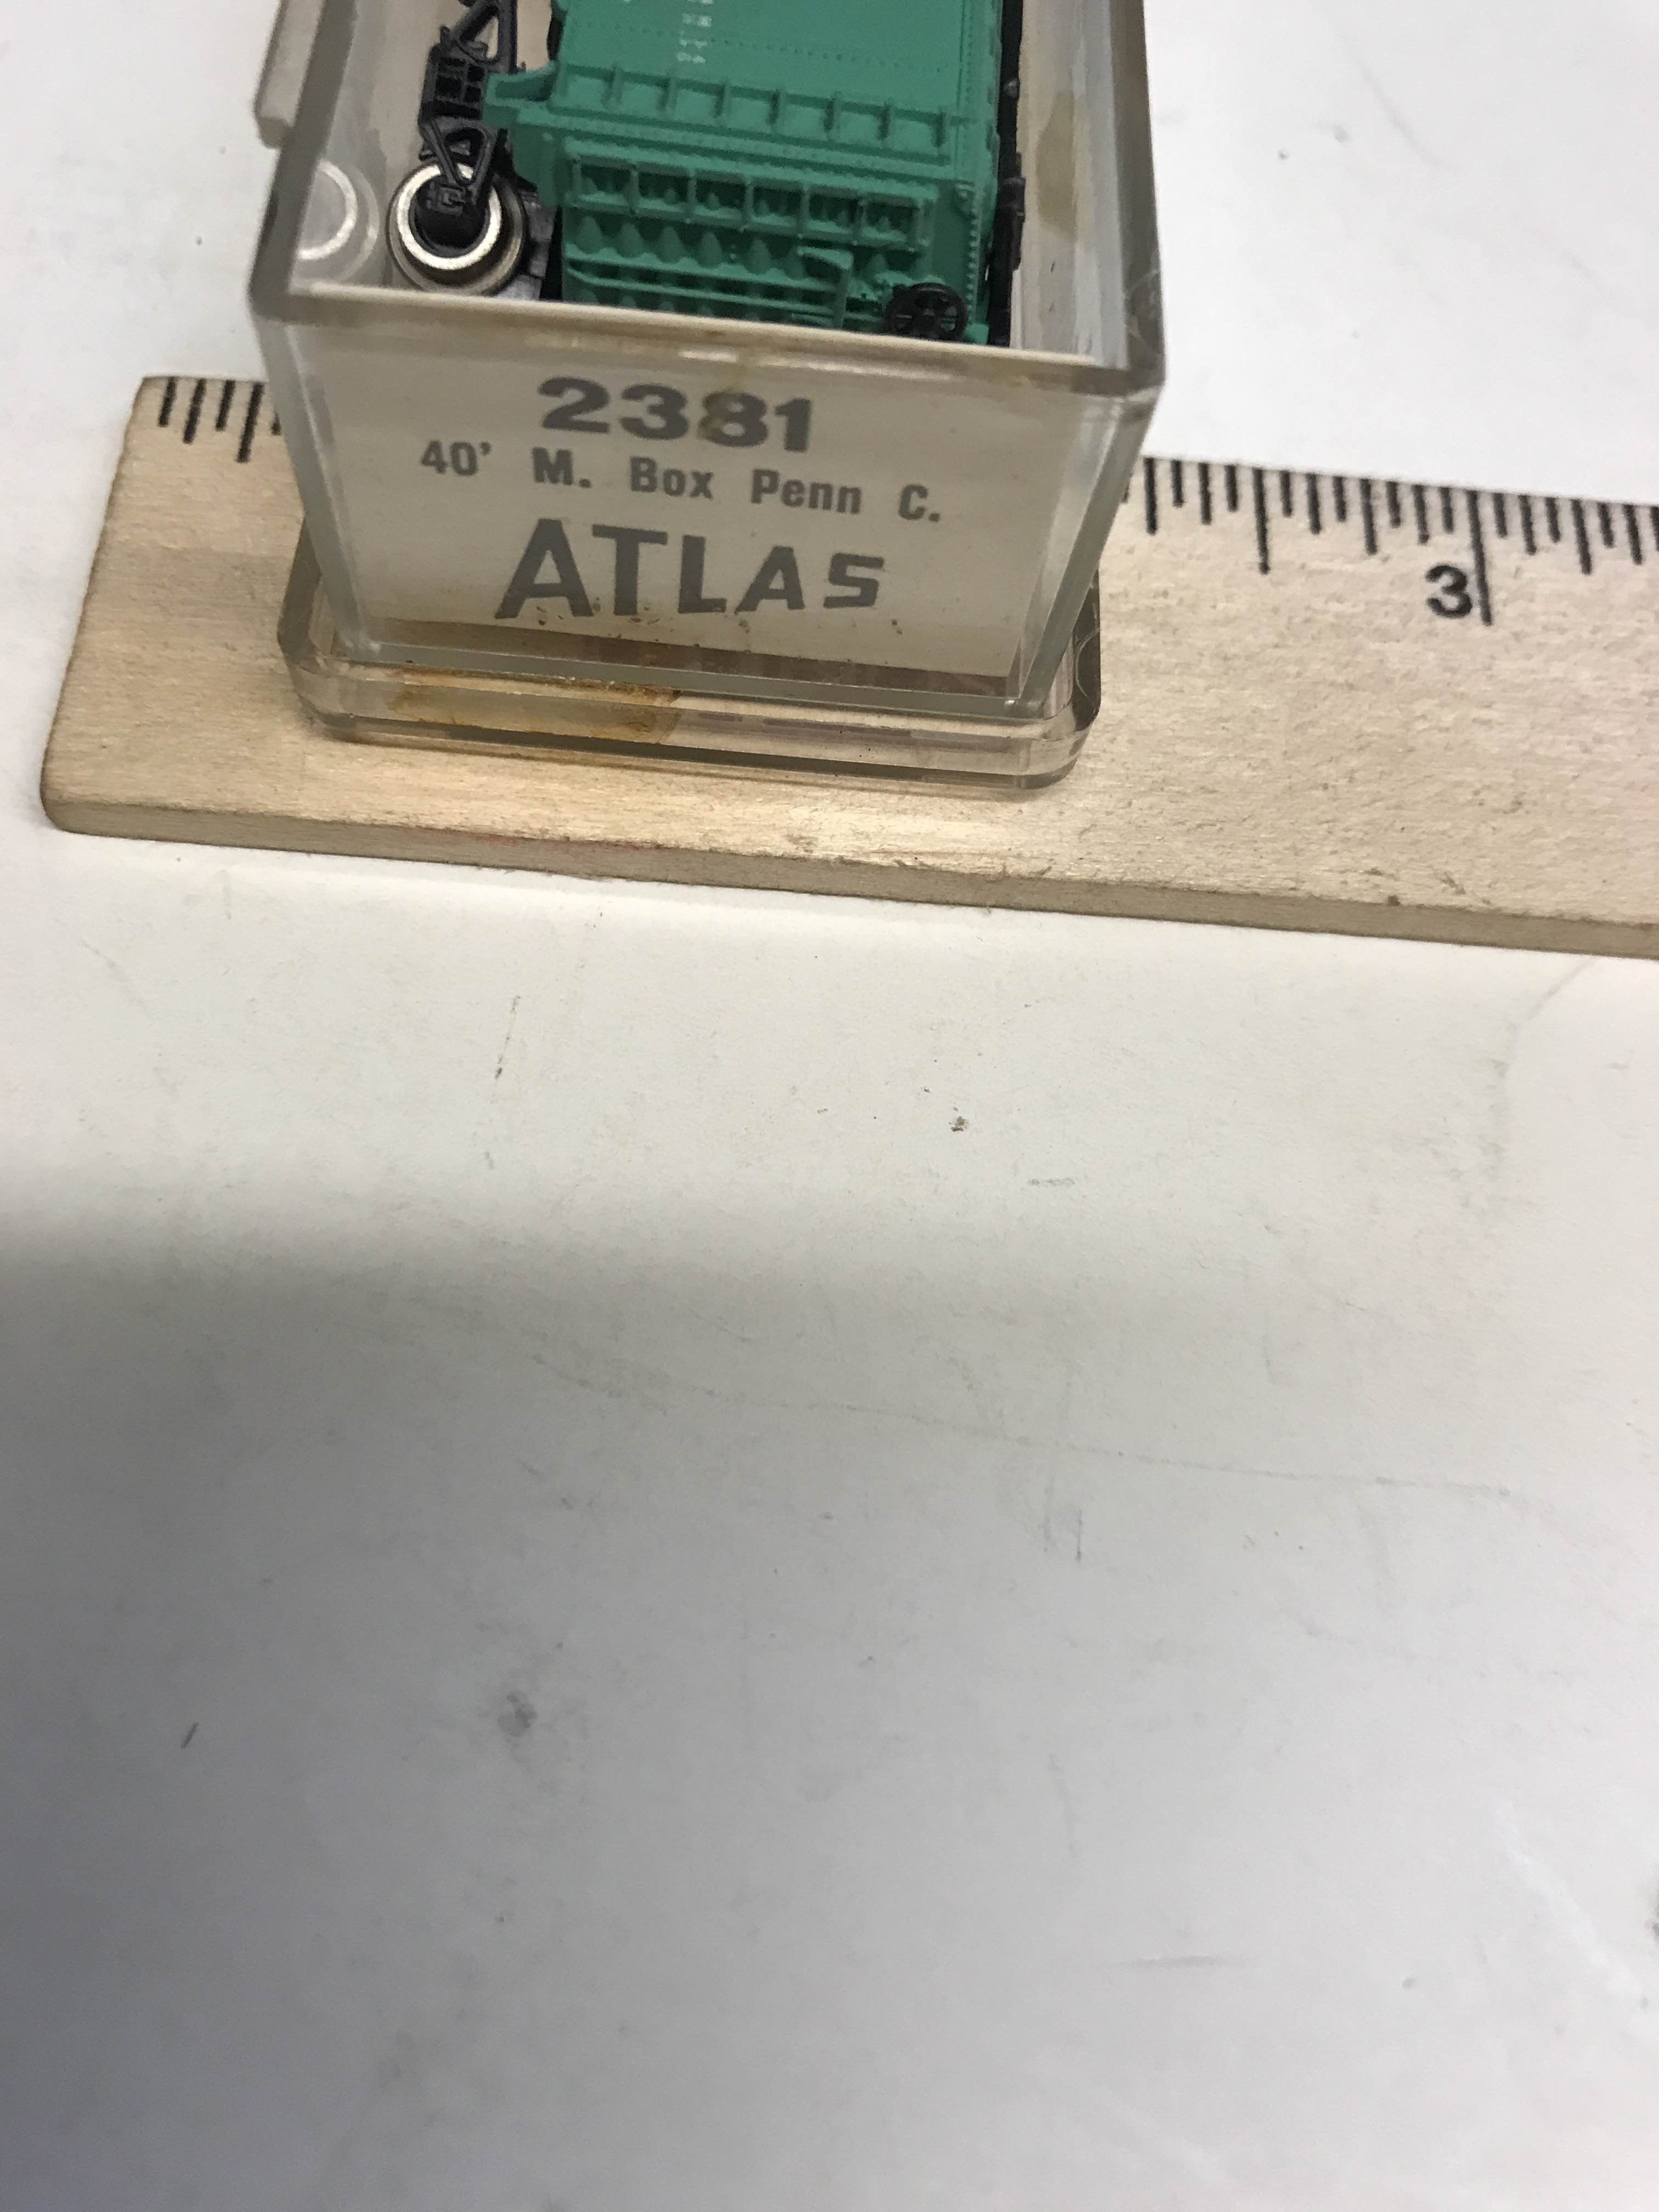 2381
40' M. Box Penn C.
ATLAS
3